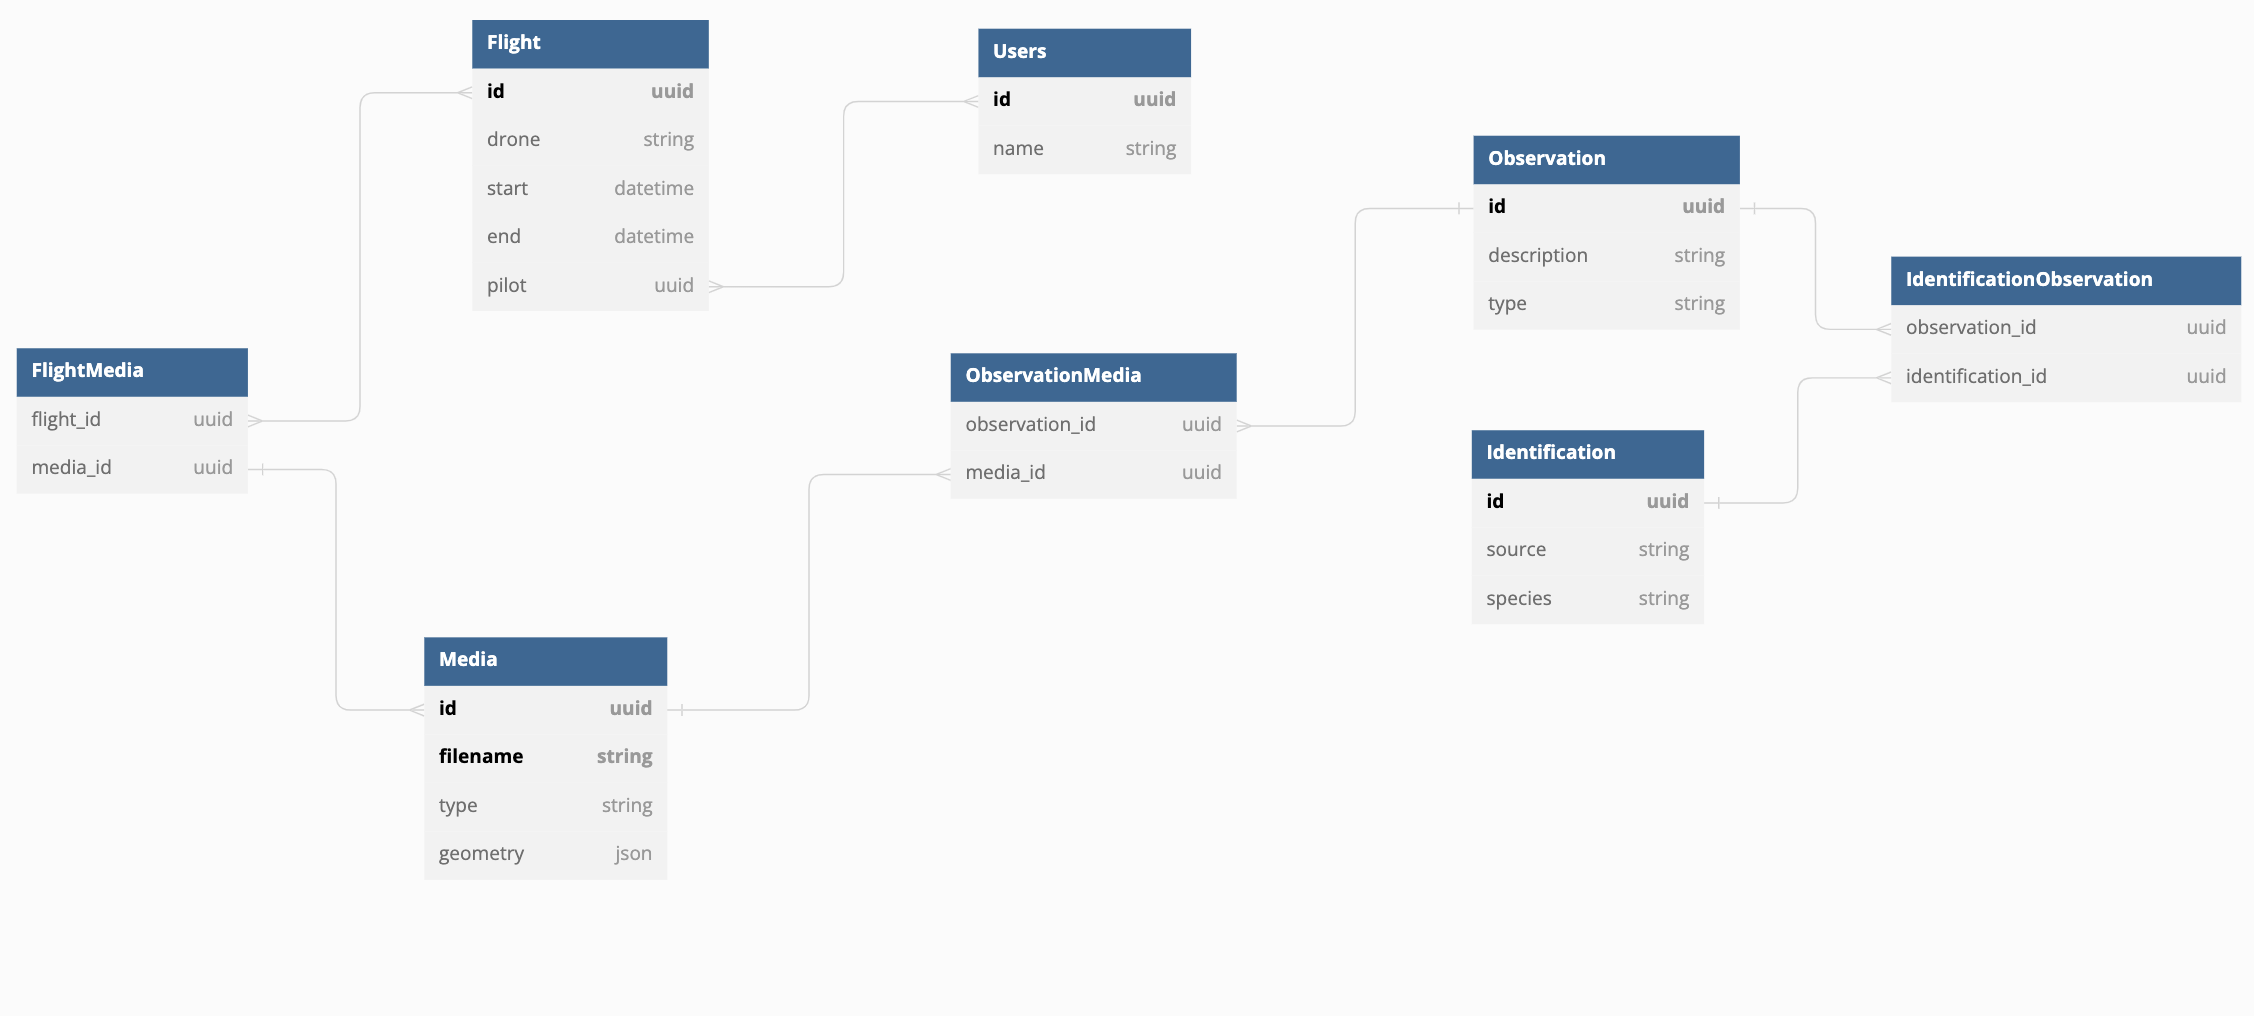 Flight
id uuid
drone string
start datetime
end datetime
pilot uuid
Users
id uuid
name string
Observation
id uuid
description string
type string
IdentificationObservation
observation_id uuid
identification_id uuid
FlightMedia
flight_id uuid
media_id uuid
ObservationMedia
observation_id uuid
media_id uuid
Identification
id uuid
source string
species string
Media
id uuid
filename string
type string
geometry json